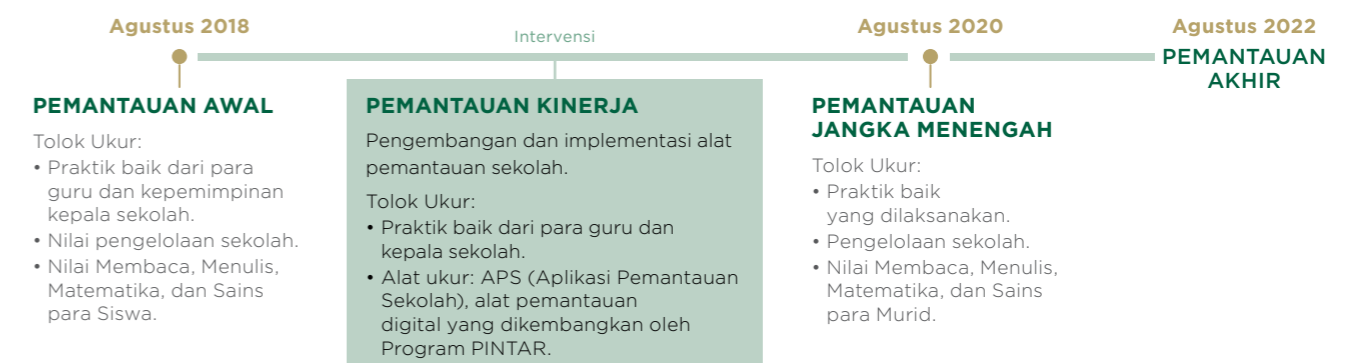 Agustus 2018
Intervensi
Agustus 2020
Agustus 2022
PEMANTAUAN
AKHIR
PEMANTAUAN AWAL
Tolok Ukur:
• Praktik baik dari para
guru dan kepemimpinan
kepala sekolah.
• Nilai pengelolaan sekolah.
• Nilai Membaca, Menulis,
Matematika, dan Sains
para Siswa.
PEMANTAUAN KINERJA
Pengembangan dan implementasi alat
pemantauan sekolah.
Tolok Ukur:
• Praktik baik dari para guru dan
kepala sekolah.
• Alat ukur: APS (Aplikasi Pemantauan
Sekolah), alat pemantauan
digital yang dikembangkan oleh
Program PINTAR.
PEMANTAUAN
JANGKA MENENGAH
Tolok Ukur:
• Praktik baik
yang dilaksanakan.
• Pengelolaan sekolah.
• Nilai Membaca, Menulis,
Matematika, dan Sains
para Murid.